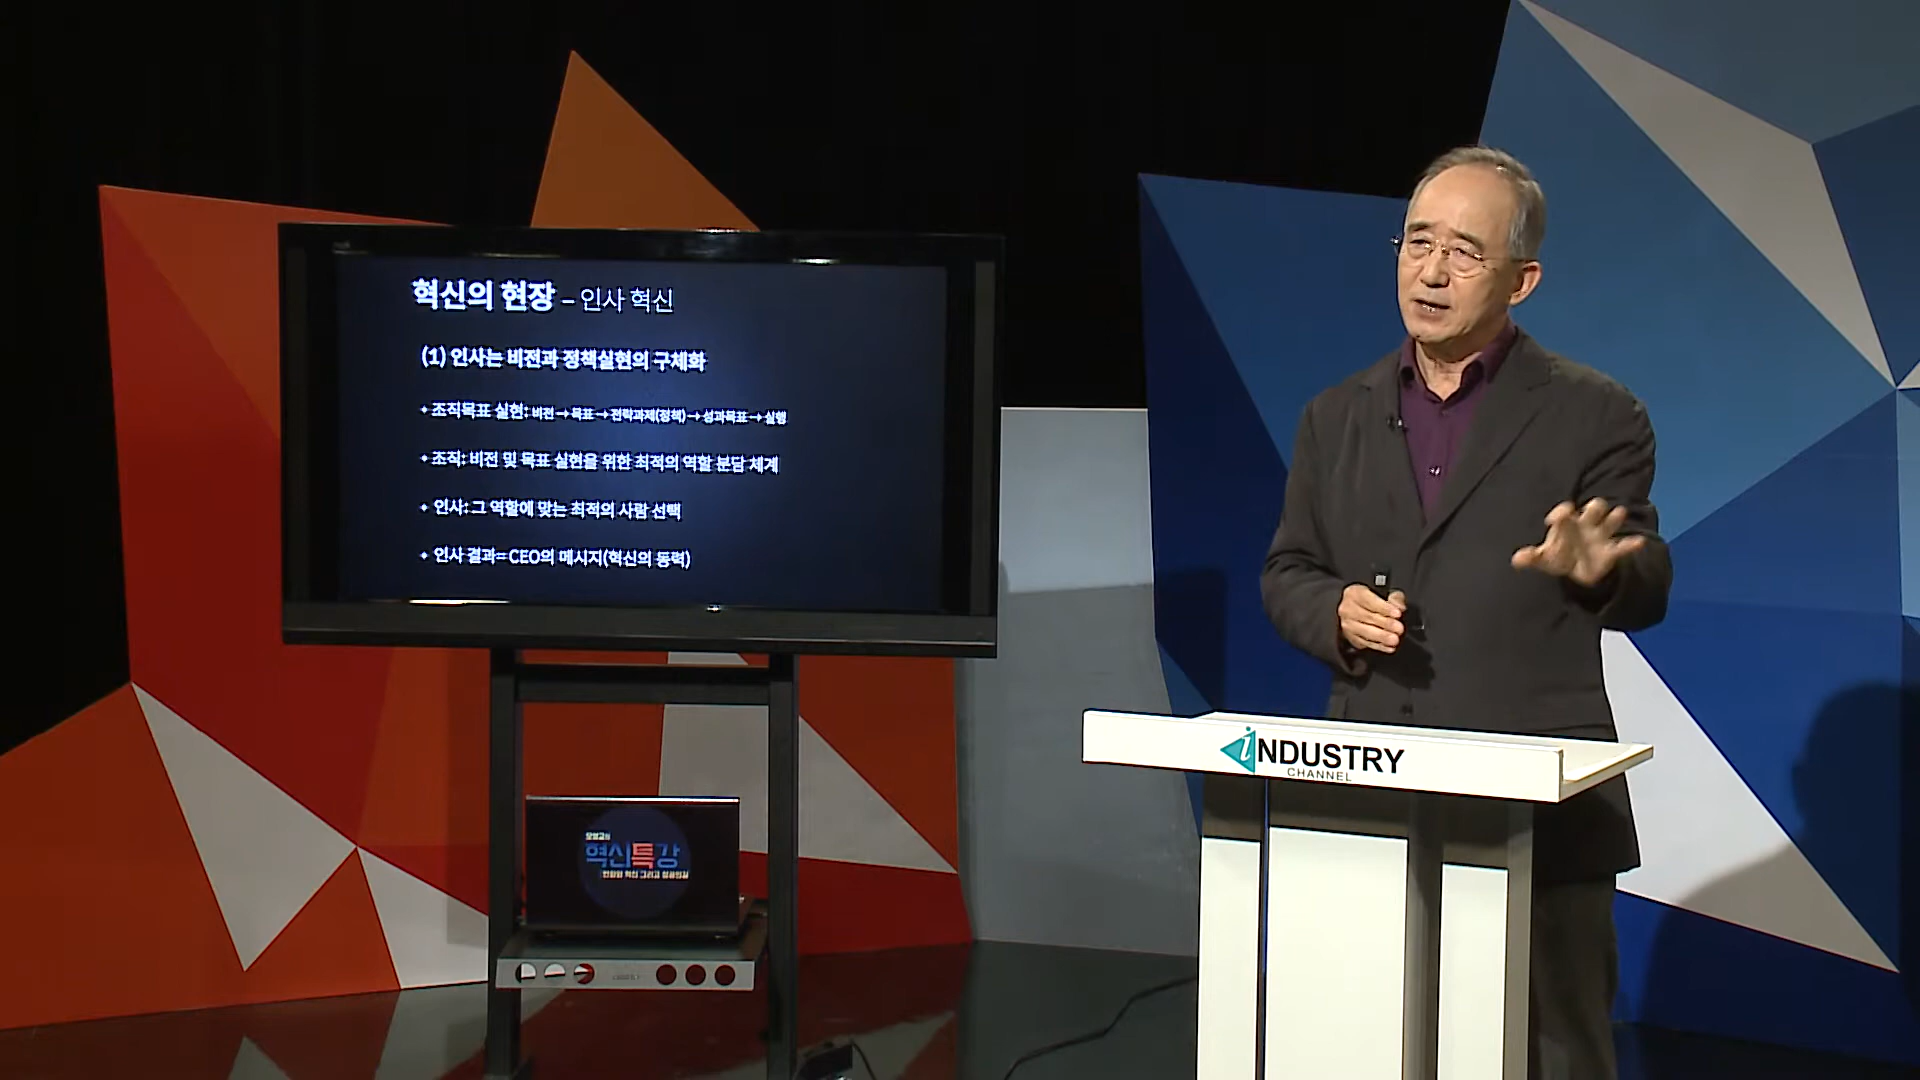 혁신의 현장 – 인사 혁신
(1) 인사는 비전과 정책실현의 구체화
조직목표 실현: 비전 → 목표 → 전략과제(정책) → 성과목표 → 실행
조직: 비전 및 목표 실현을 위한 최적의 역할 분담 체계
인사: 그 역할에 맞는 최적의 사람 선택
인사 결과= CEO의 메시지(혁신의 동력)
iNDUSTRY
CHANNEL
혁신특강
혁신 그리고